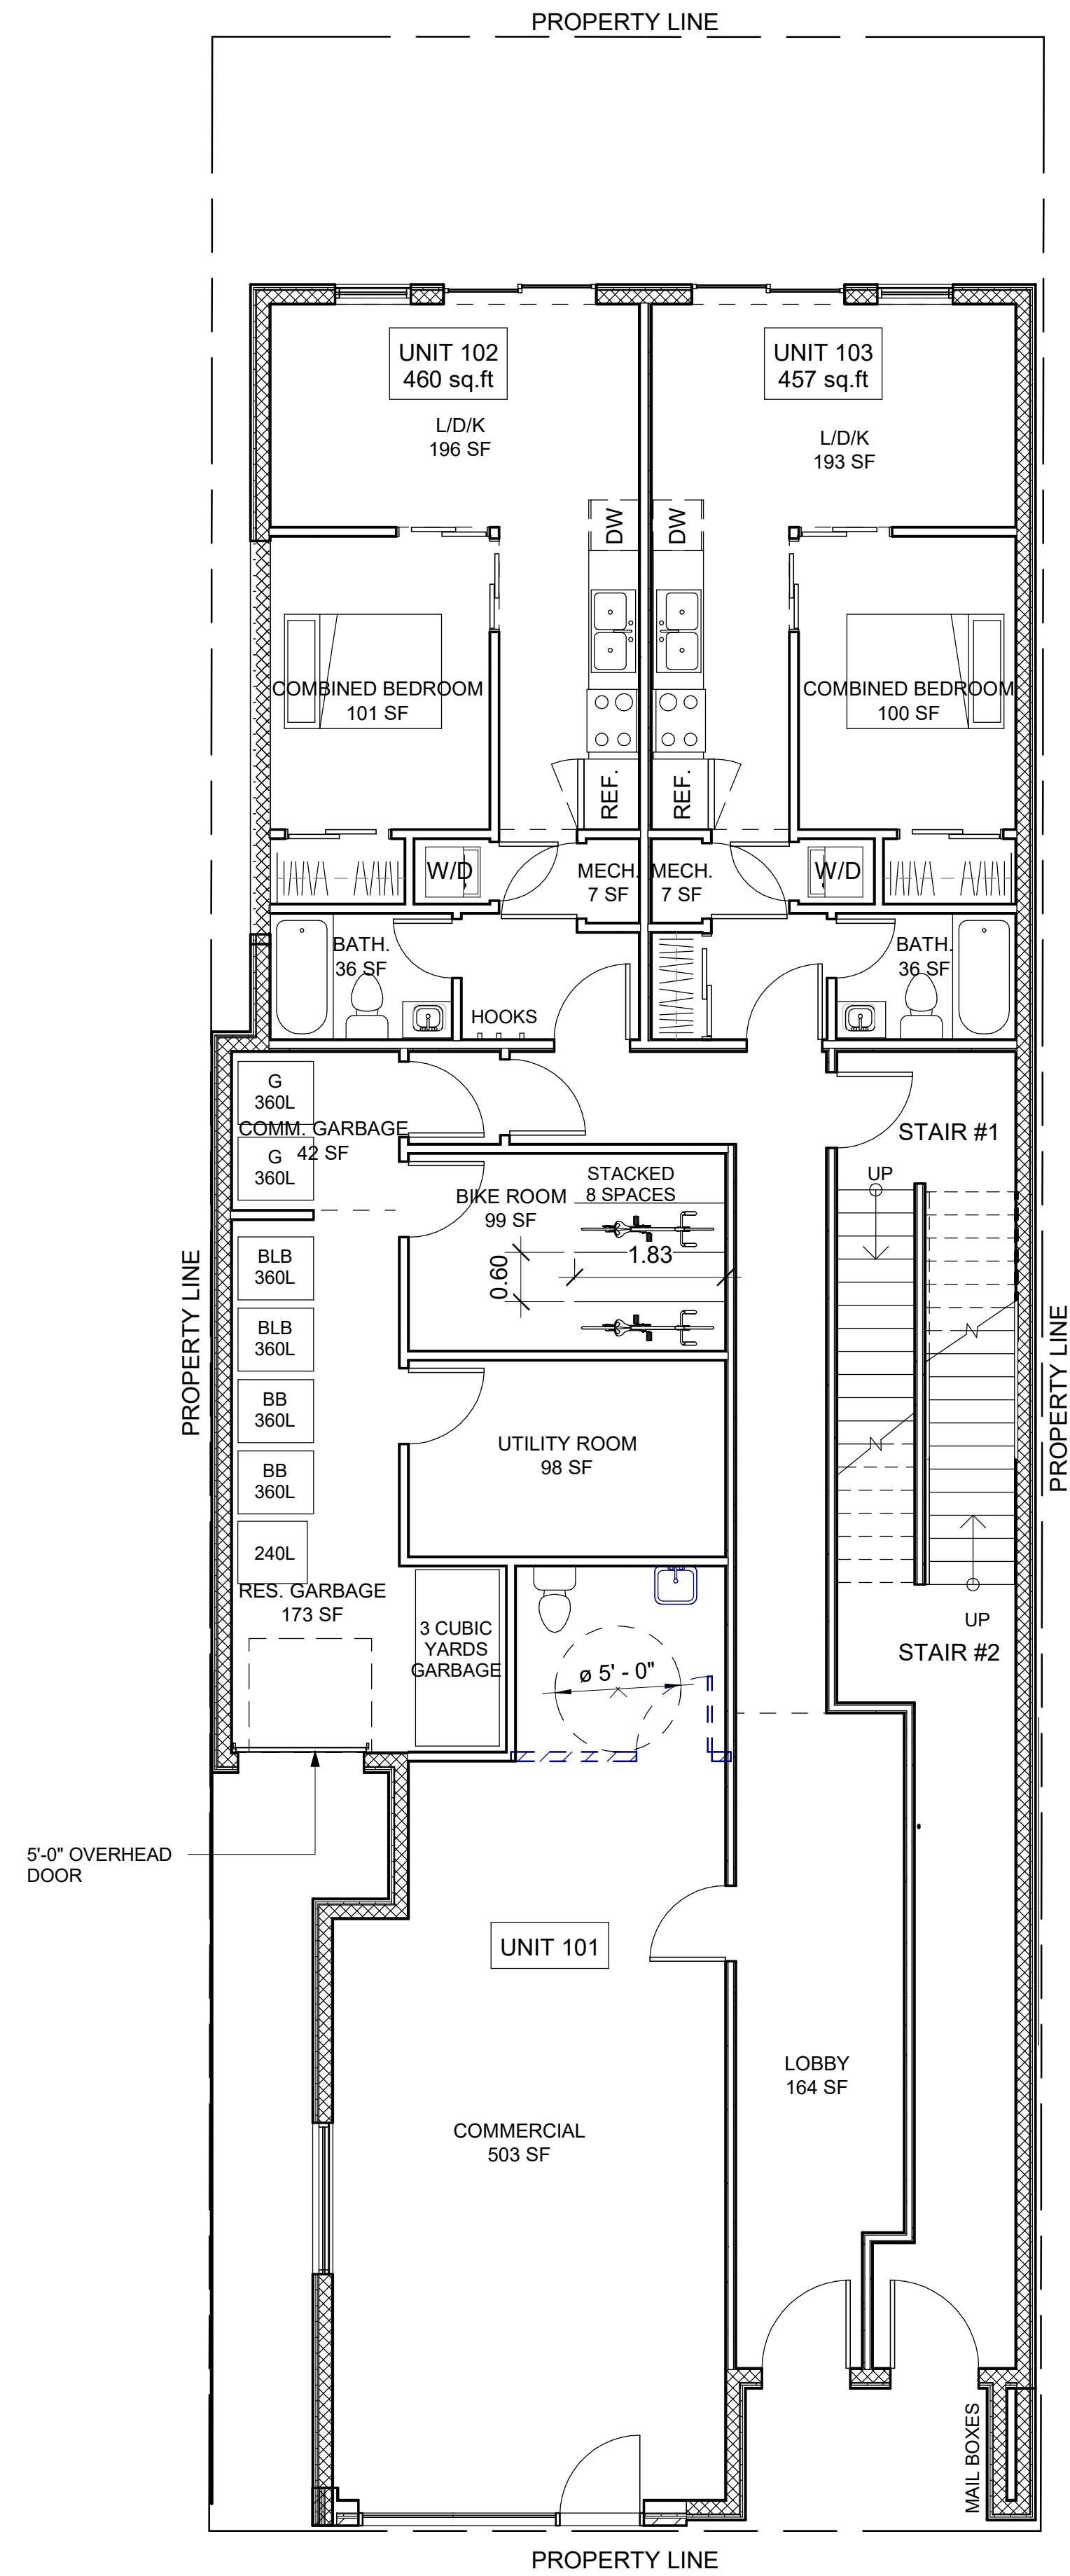 PROPERTY LINE
UNIT 102
460 sq.ft
UNIT 103
457 sq.ft
L/D/K
196 SF
L/D/K
193 SF
DW
DW
COMBINED BEDROOM
101 SF
COMBINED BEDROOM
100 SF
REF.
REF.
W/D
MECH.
7 SF
MECH.
7 SF
W/D
BATH.
36 SF
BATH.
36 SF
HOOKS
G
360L
COMM. GARBAGE
42 SF
G
360L
STAIR #1
UP
STACKED
8 SPACES
BIKE ROOM
99 SF
1.83
0.60
BLB
360L
BLB
360L
BB
360L
BB
360L
240L
PROPERTY LINE
PROPERTY LINE
N
N
UTILITY ROOM
98 SF
RES. GARBAGE
173 SF
3 CUBIC
YARDS
GARBAGE
ø 5' - 0"
UP
STAIR #2
5'-0" OVERHEAD
DOOR
UNIT 101
LOBBY
164 SF
COMMERCIAL
503 SF
MAIL BOXES
PROPERTY LINE